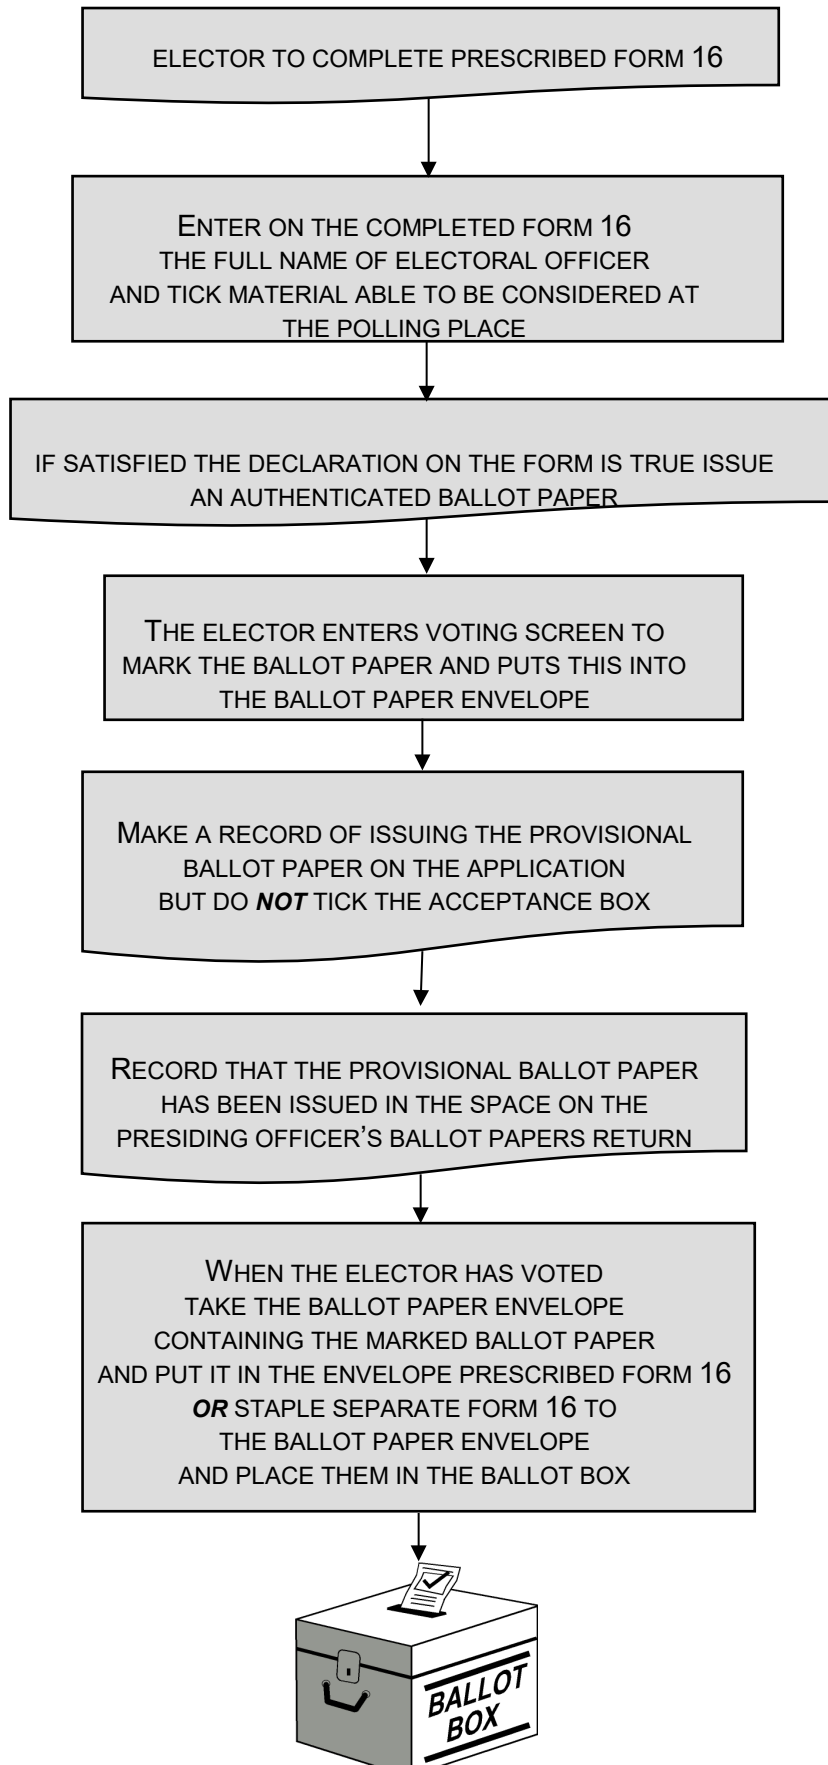 ELECTOR TO COMPLETE PRESCRIBED FORM 16
ENTER ON THE COMPLETED FORM 16
THE FULL NAME OF ELECTORAL OFFICER
AND TICK MATERIAL ABLE TO BE CONSIDERED AT
THE POLLING PLACE
IF SATISFIED THE DECLARATION ON THE FORM IS TRUE ISSUE
AN AUTHENTICATED BALLOT PAPER
THE ELECTOR ENTERS VOTING SCREEN TO
MARK THE BALLOT PAPER AND PUTS THIS INTO
THE BALLOT PAPER ENVELOPE
MAKE A RECORD OF ISSUING THE PROVISIONAL
BALLOT PAPER ON THE APPLICATION
BUT DO NOT TICK THE ACCEPTANCE BOX
RECORD THAT THE PROVISIONAL BALLOT PAPER
HAS BEEN ISSUED IN THE SPACE ON THE
PRESIDING OFFICER'S BALLOT PAPERS RETURN
WHEN THE ELECTOR HAS VOTED
TAKE THE BALLOT PAPER ENVELOPE
CONTAINING THE MARKED BALLOT PAPER
AND PUT IT IN THE ENVELOPE PRESCRIBED FORM 16
OR STAPLE SEPARATE FORM 16 TO
THE BALLOT PAPER ENVELOPE
AND PLACE THEM IN THE BALLOT BOX
BALLOT
BOX